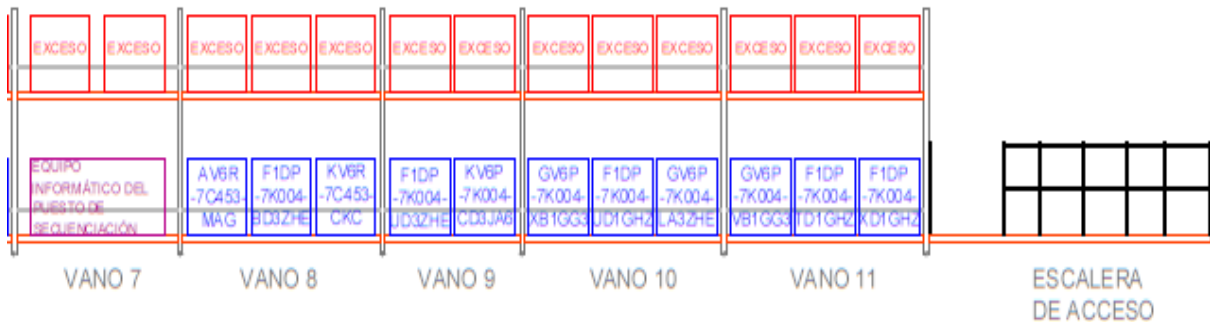 EXCESO EXCESO EXCESO EXCESO EXCESO EXCESO EXCESO EXCESO EXCESO EXCESO EXCESO EXCESO EXCESO
EQUIPO
INFORMÁTICO DEL
PUESTO DE
SECUENCIACIÓN
AV6R
-7C453-
MAG
F1DP
-7K004-
BD3ZHE
KV6R
-7C453-
CKC
F1DP
-7K004-
UD3ZHE
KV6P
-7K004-
CD3JA6
GV6P
-7K004-
XB1GG3
F1DP
-7K004-
UD1GHZ
GV6P
-7K004-
LA3ZHE
GV6P
-7K004-
VB1GG3
F1DP
-7K004-
TD1GHZ
F1DP
-7K004-
XD1GHZ
VANO 7 VANO 8 VANO 9 VANO 10 VANO 11
ESCALERA
DE ACCESO